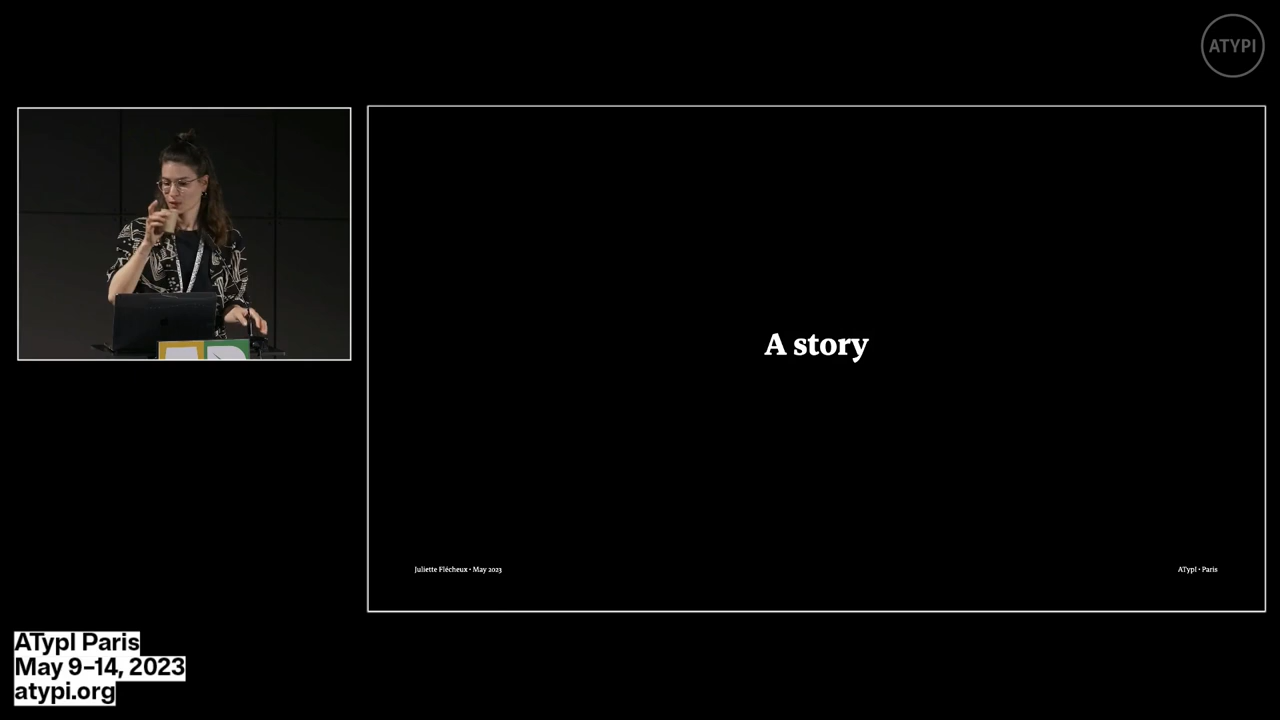 ATYPI
A story
Juliette Flécheux • May 2023
ATypI • Paris
ATypI Paris
May 9–14, 2023
atypi.org